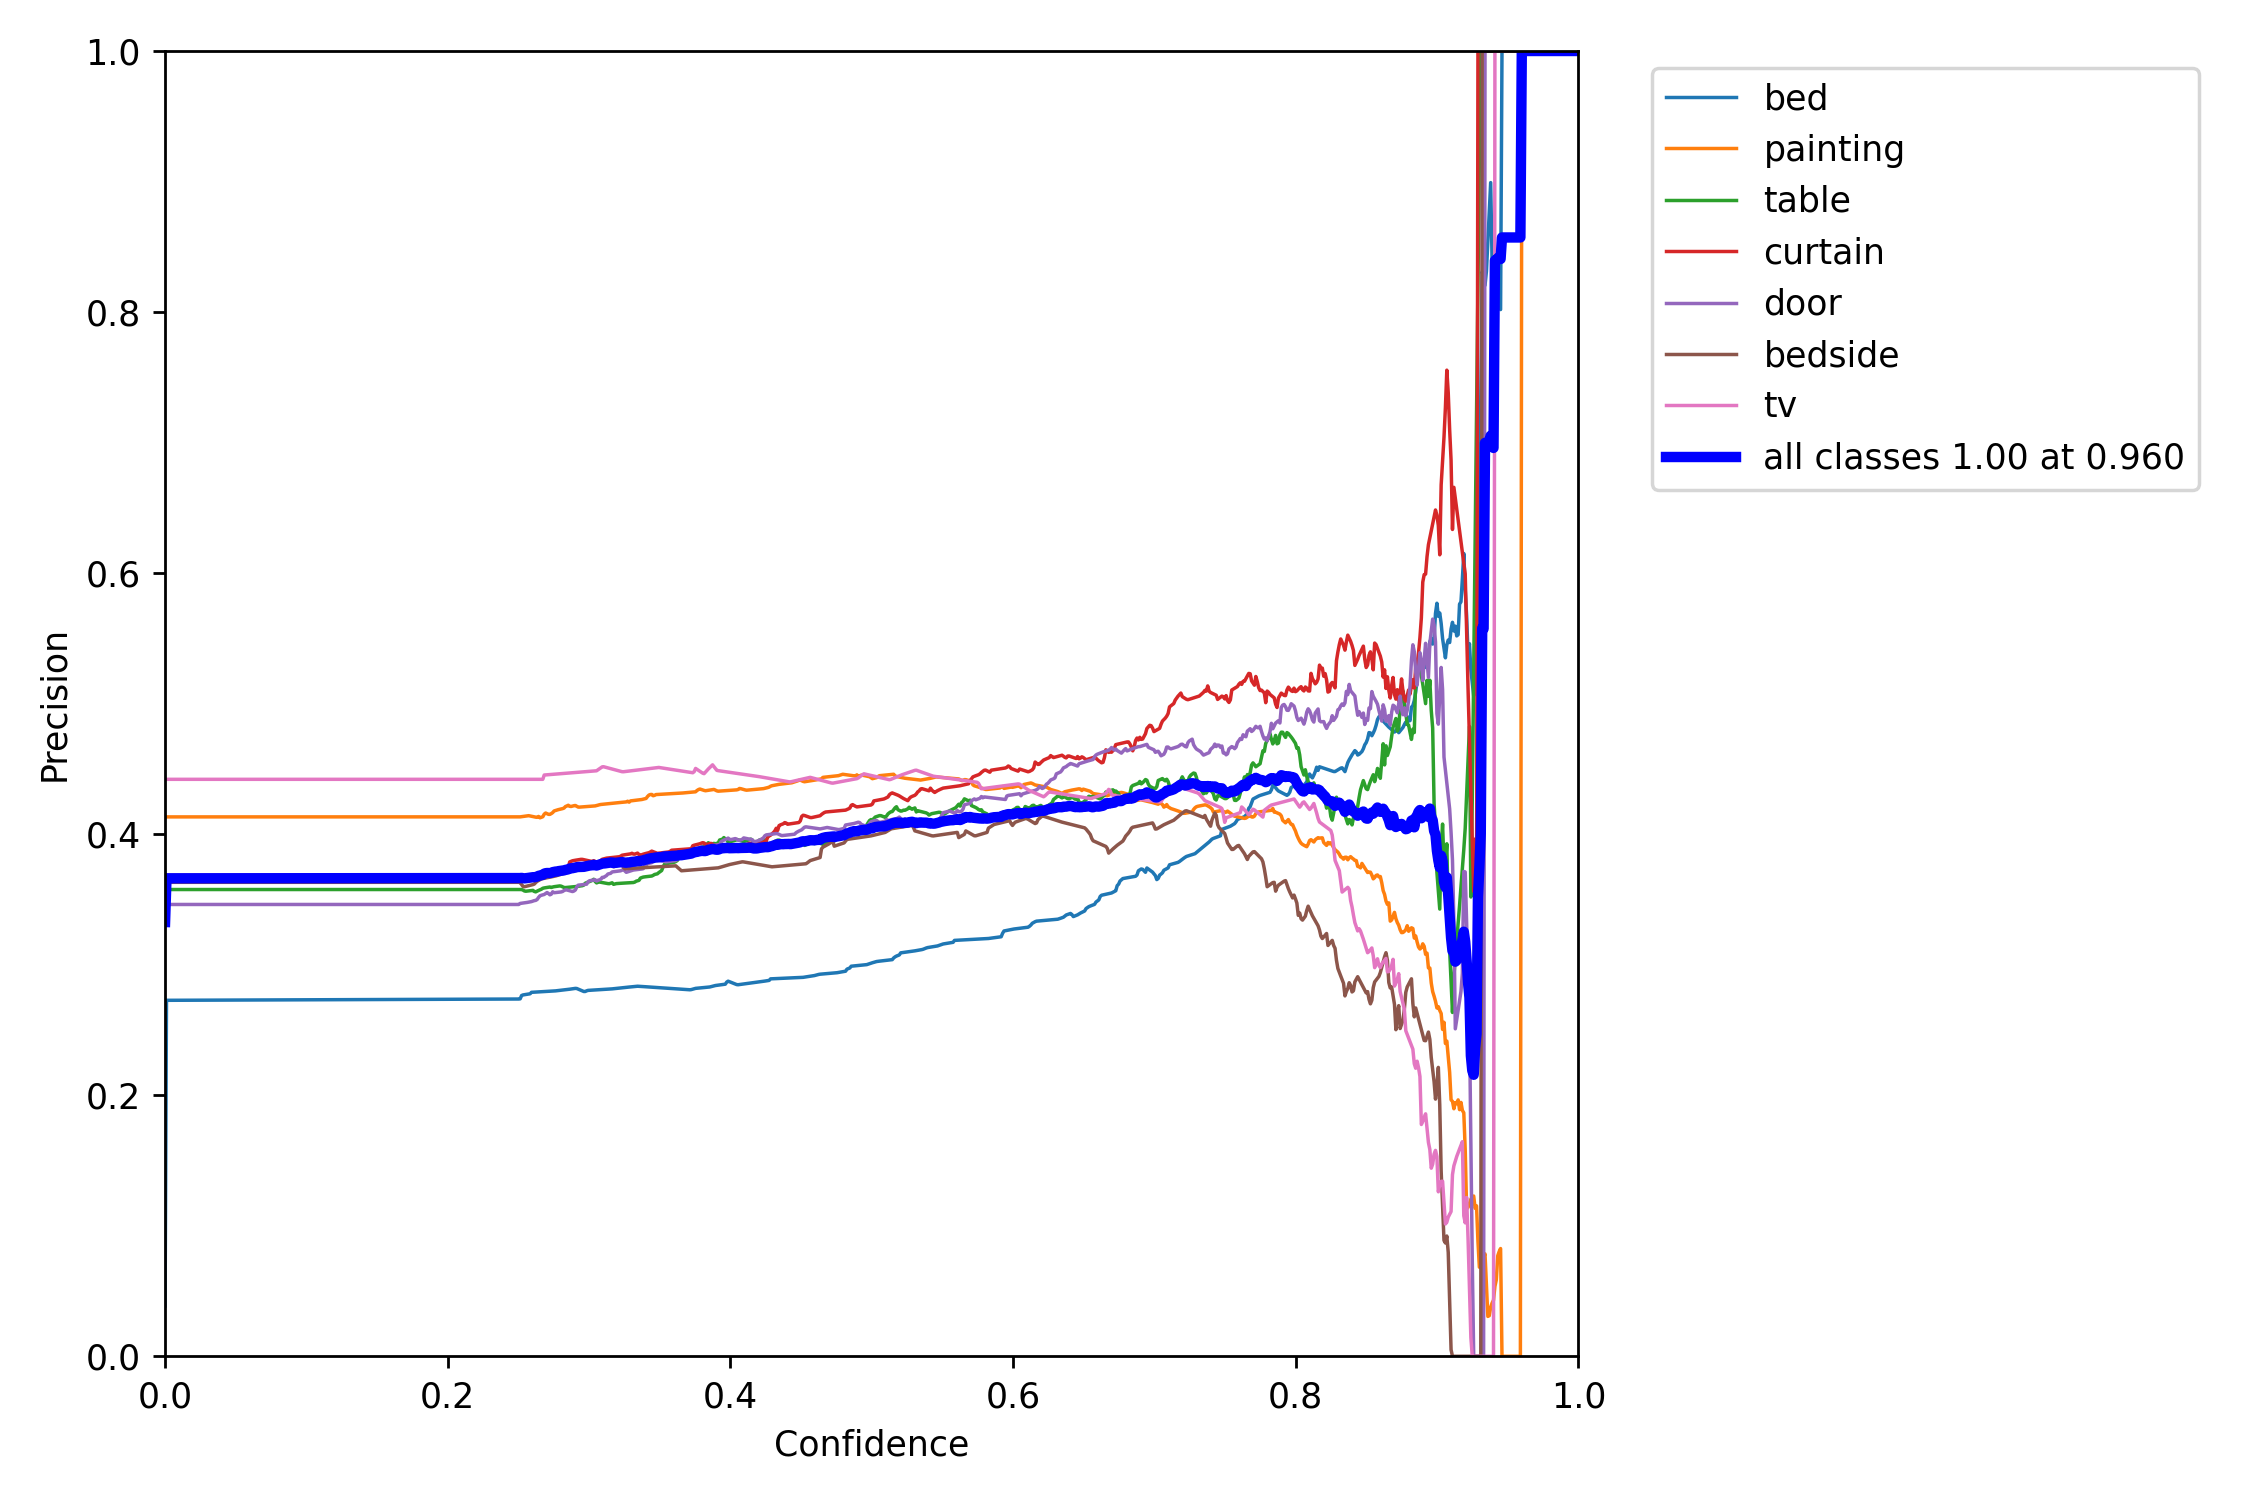 1.0
0.8
0.6
0.4
0.2
0.0
Precision
0.0 0.2 0.4 0.6 0.8 1.0
Confidence
bed
painting
table
curtain
door
bedside
tv
all classes 1.00 at 0.960